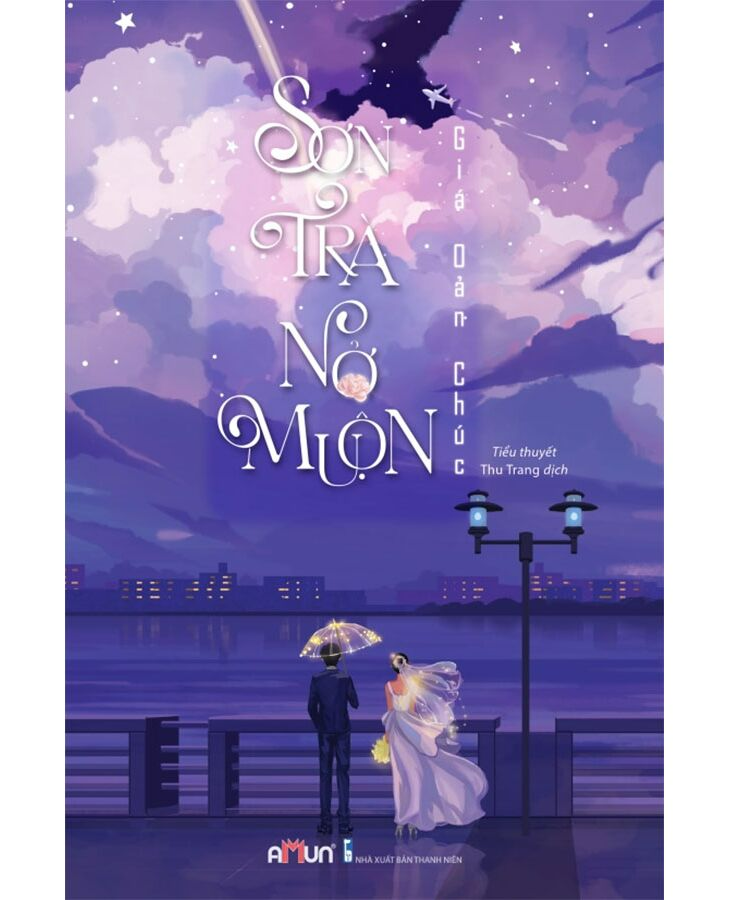 SƠN
TRÀ
NỞ
MUỘN
Giá Oản Chúc
Tiểu thuyết
Thu Trang dịch
AMUN
NHÀ XUẤT BẢN THANH NIÊN